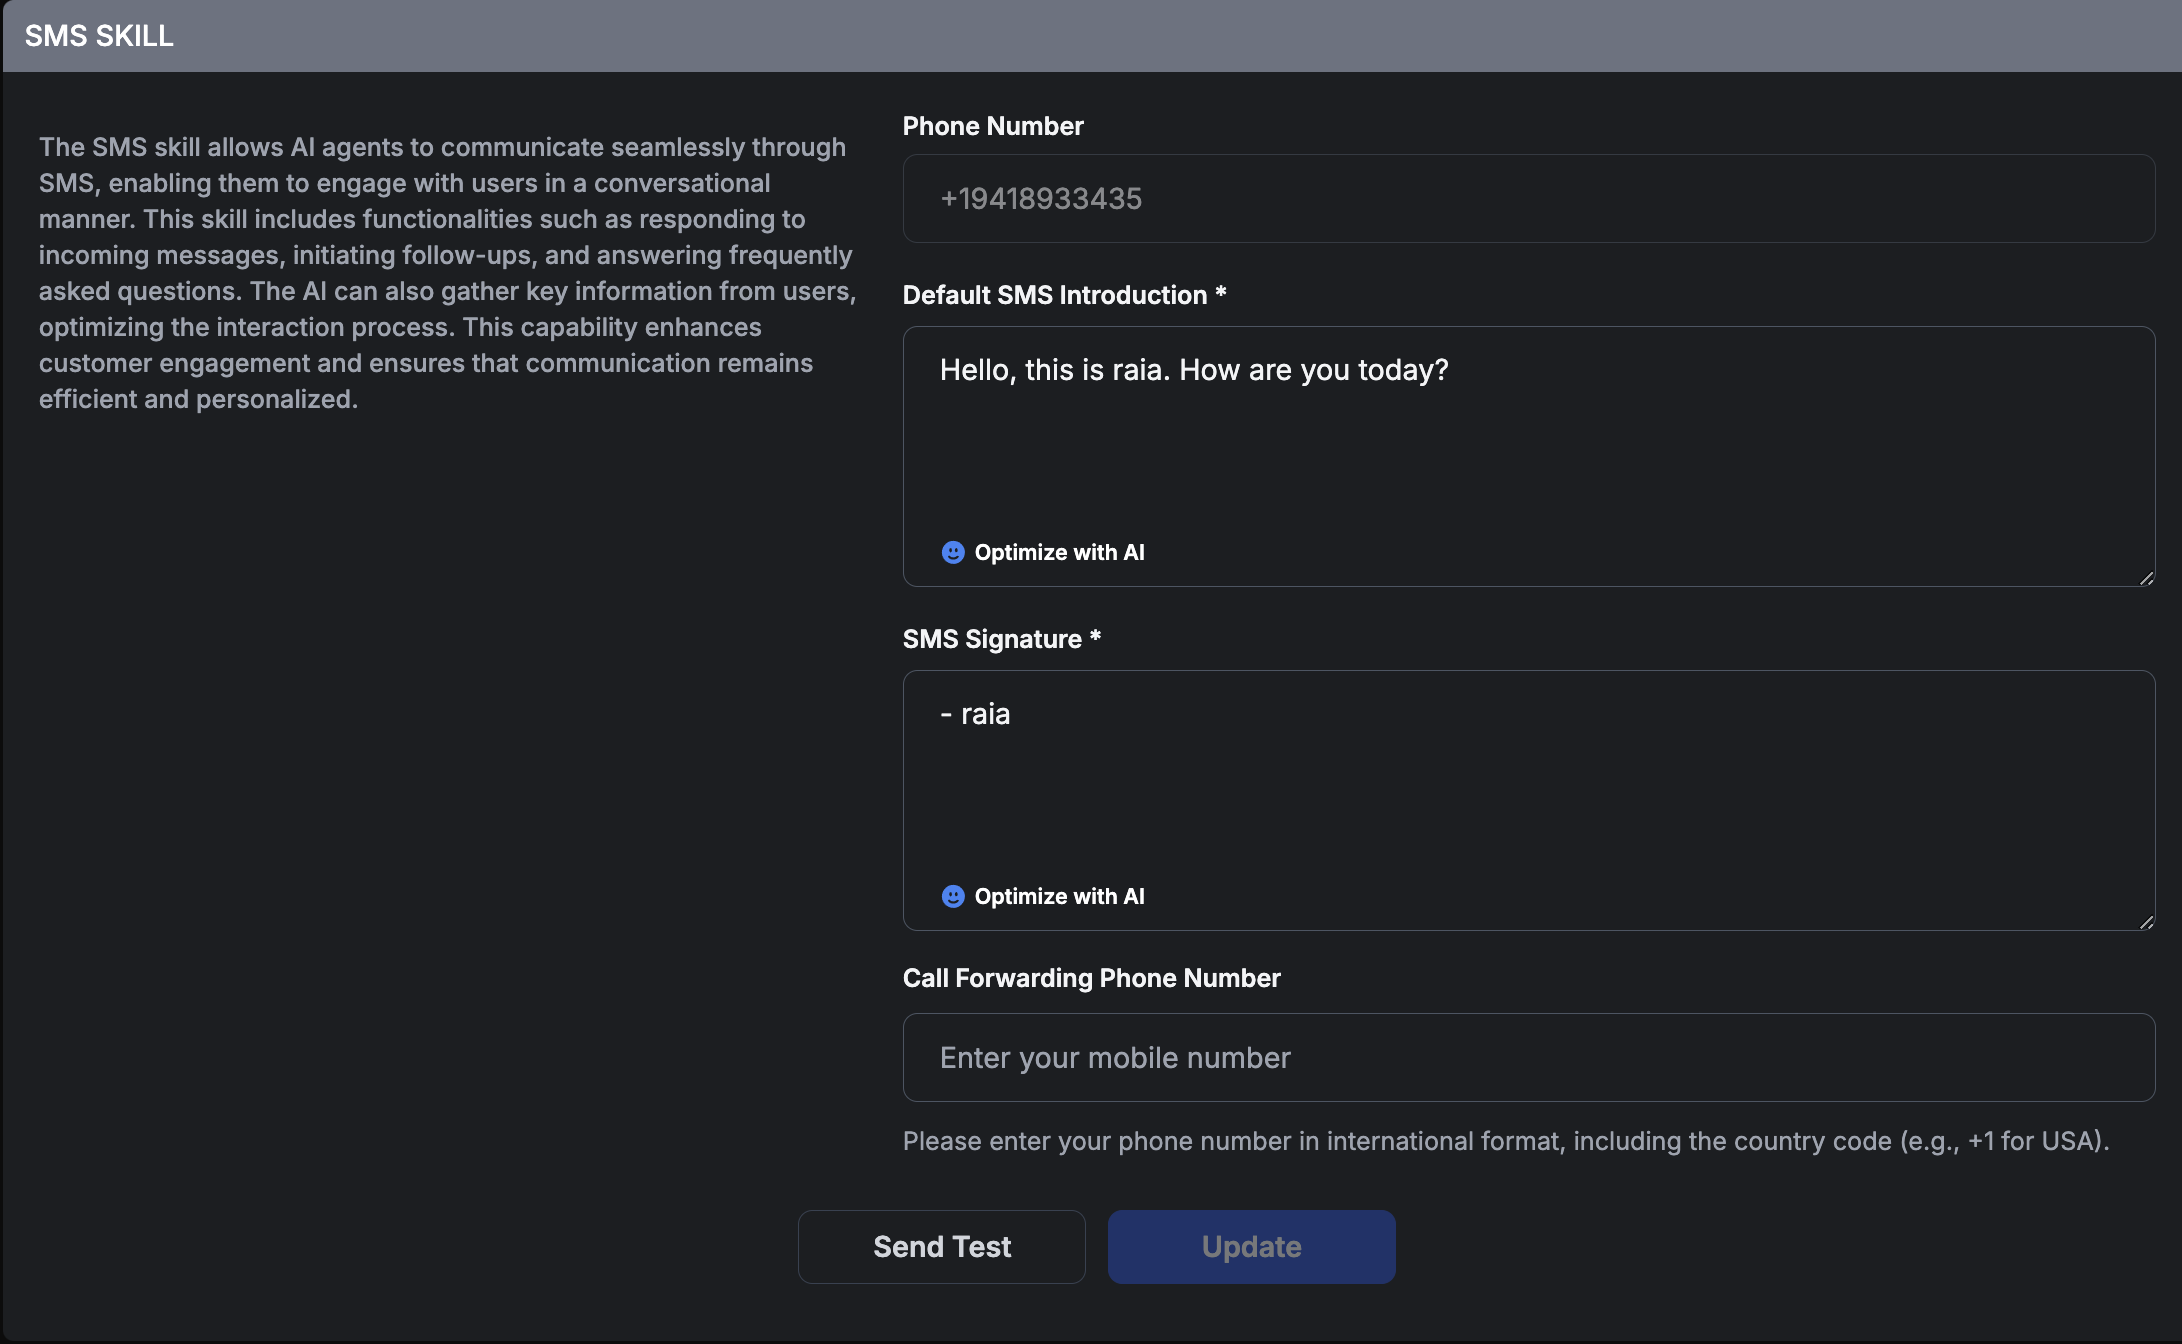 SMS SKILL
The SMS skill allows AI agents to communicate seamlessly through
SMS, enabling them to engage with users in a conversational
manner. This skill includes functionalities such as responding to
incoming messages, initiating follow-ups, and answering frequently
asked questions. The AI can also gather key information from users,
optimizing the interaction process. This capability enhances
customer engagement and ensures that communication remains
efficient and personalized.
Phone Number
+19418933435
Default SMS Introduction *
Hello, this is raia. How are you today?
Optimize with AI
SMS Signature *
- raia
Optimize with AI
Call Forwarding Phone Number
Enter your mobile number
Please enter your phone number in international format, including the country code (e.g., +1 for USA).
Send Test
Update